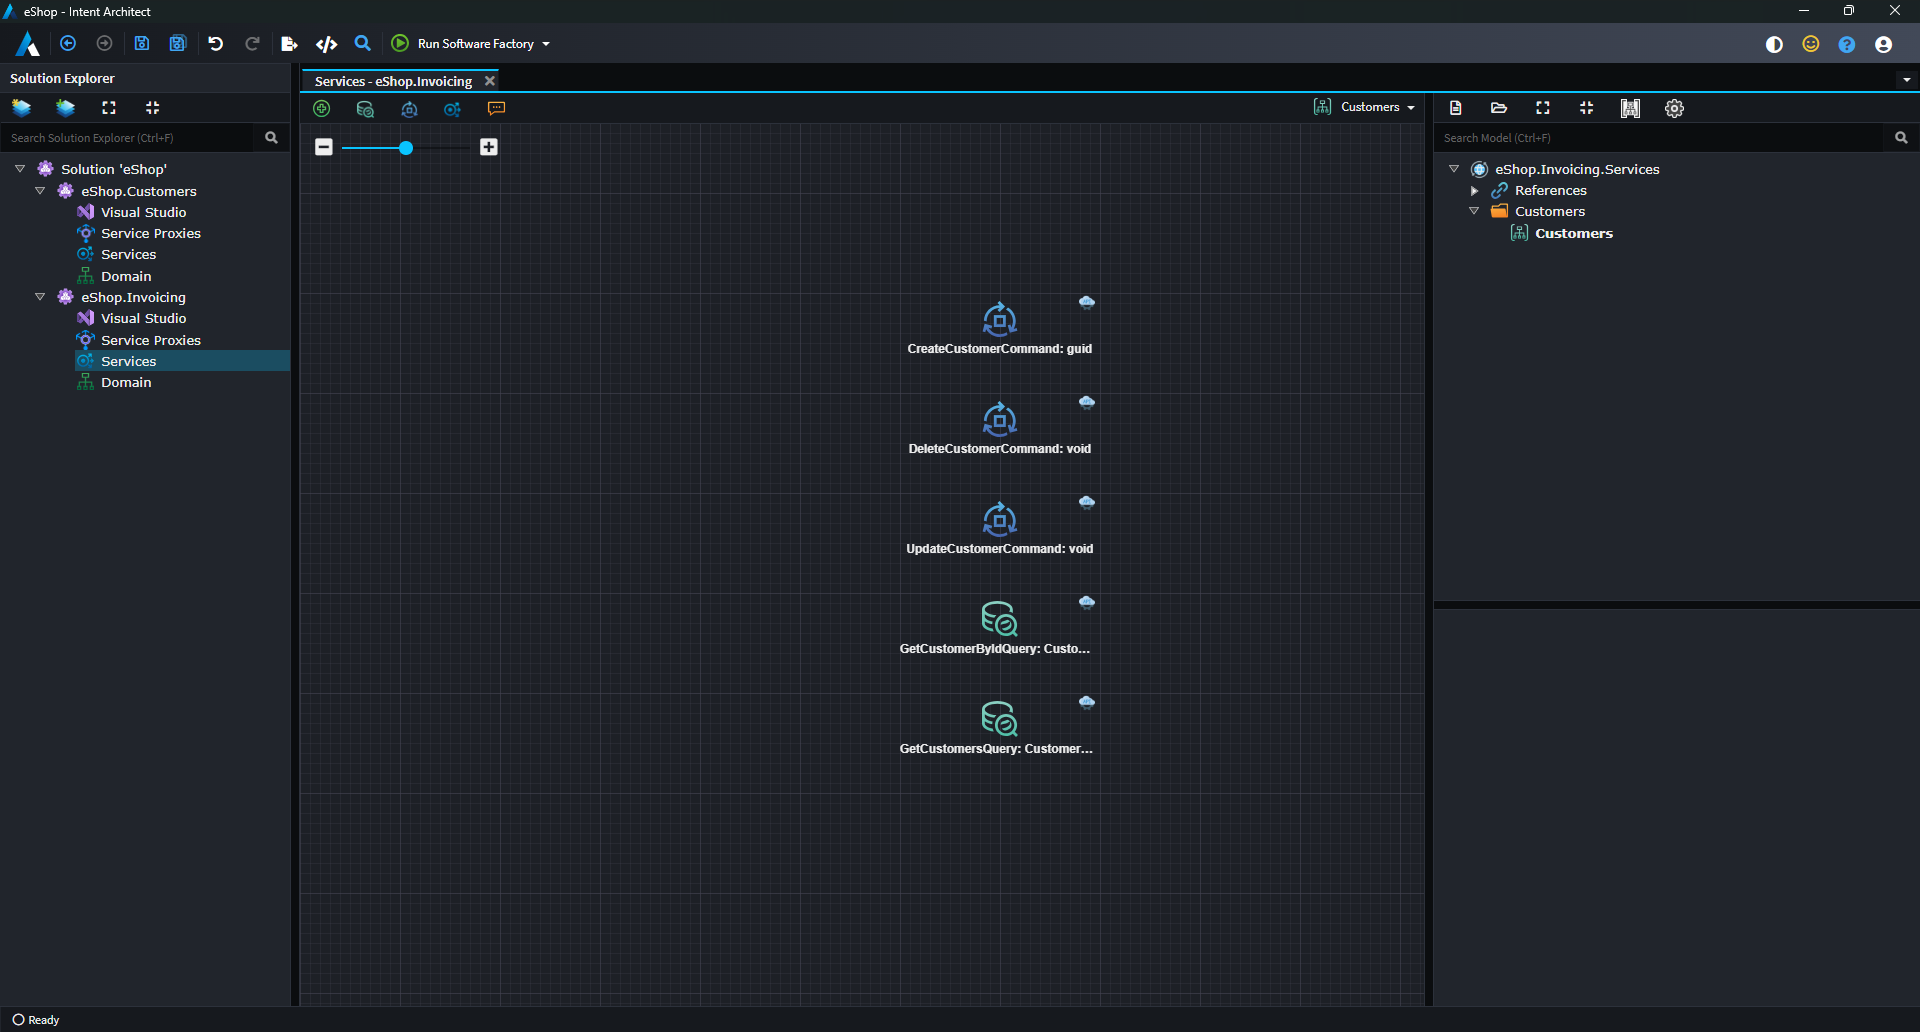 eShop - Intent Architect
Run Software Factory
Solution Explorer
Search Solution Explorer (Ctrl+F)
Solution 'eShop'
eShop.Customers
Visual Studio
Service Proxies
Services
Domain
eShop.Invoicing
Visual Studio
Service Proxies
Services
Domain
Services - eShop.Invoicing
Customers
CreateCustomerCommand: guid
DeleteCustomerCommand: void
UpdateCustomerCommand: void
GetCustomerByIdQuery: Custo...
GetCustomersQuery: Customer...
Search Model (Ctrl+F)
eShop.Invoicing.Services
References
Customers
Customers
Ready